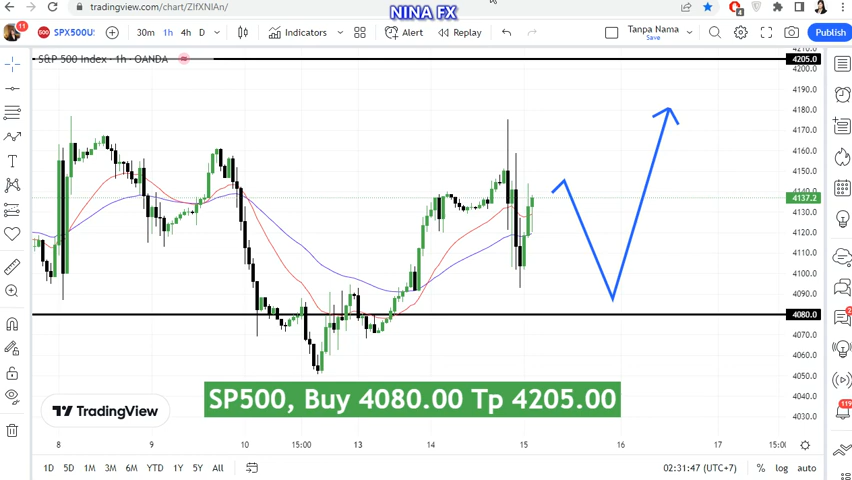 tradingview.com/chart/ZIfXNIAn/
NINA FX
11
SPX500U
30m 1h 4h D
Indicators
Alert
Replay
Tanpa Nama
Save
Publish
S&P 500 Index · 1h · OANDA
4210.0
4205.0
4200.0
4190.0
4180.0
4170.0
4160.0
4150.0
4140.0
4137.2
4130.0
4120.0
4110.0
4100.0
4090.0
4080.0
4070.0
4060.0
4050.0
4040.0
4030.0
SP500, Buy 4080.00 Tp 4205.00
TradingView
8 9 10 15:00 13 14 15 16 17 15:0
1D 5D 1M 3M 6M YTD 1Y 5Y All
02:31:47 (UTC+7)
% log auto